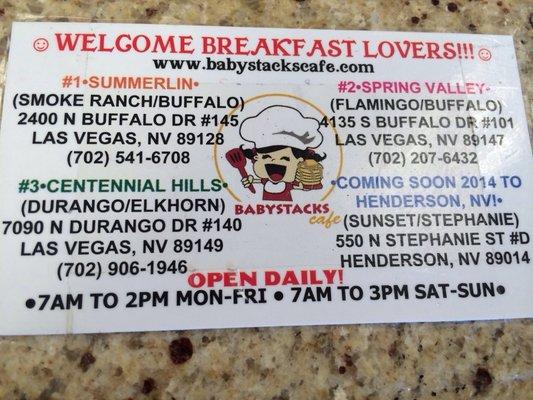 ☺WELCOME BREAKFAST LOVERS!!!☺
www.babystackscafe.com
#1•SUMMERLIN•
(SMOKE RANCH/BUFFALO)
2400 N BUFFALO DR #145
LAS VEGAS, NV 89128
(702) 541-6708
#2•SPRING VALLEY•
(FLAMINGO/BUFFALO)
4135 S BUFFALO DR #101
LAS VEGAS, NV 89147
(702) 207-6432
#3•CENTENNIAL HILLS•
(DURANGO/ELKHORN)
7090 N DURANGO DR #140
LAS VEGAS, NV 89149
(702) 906-1946
BABYSTACKS
cafe
•COMING SOON 2014 TO
HENDERSON, NV!•
(SUNSET/STEPHANIE)
550 N STEPHANIE ST #D
HENDERSON, NV 89014
OPEN DAILY!
•7AM TO 2PM MON-FRI • 7AM TO 3PM SAT-SUN•